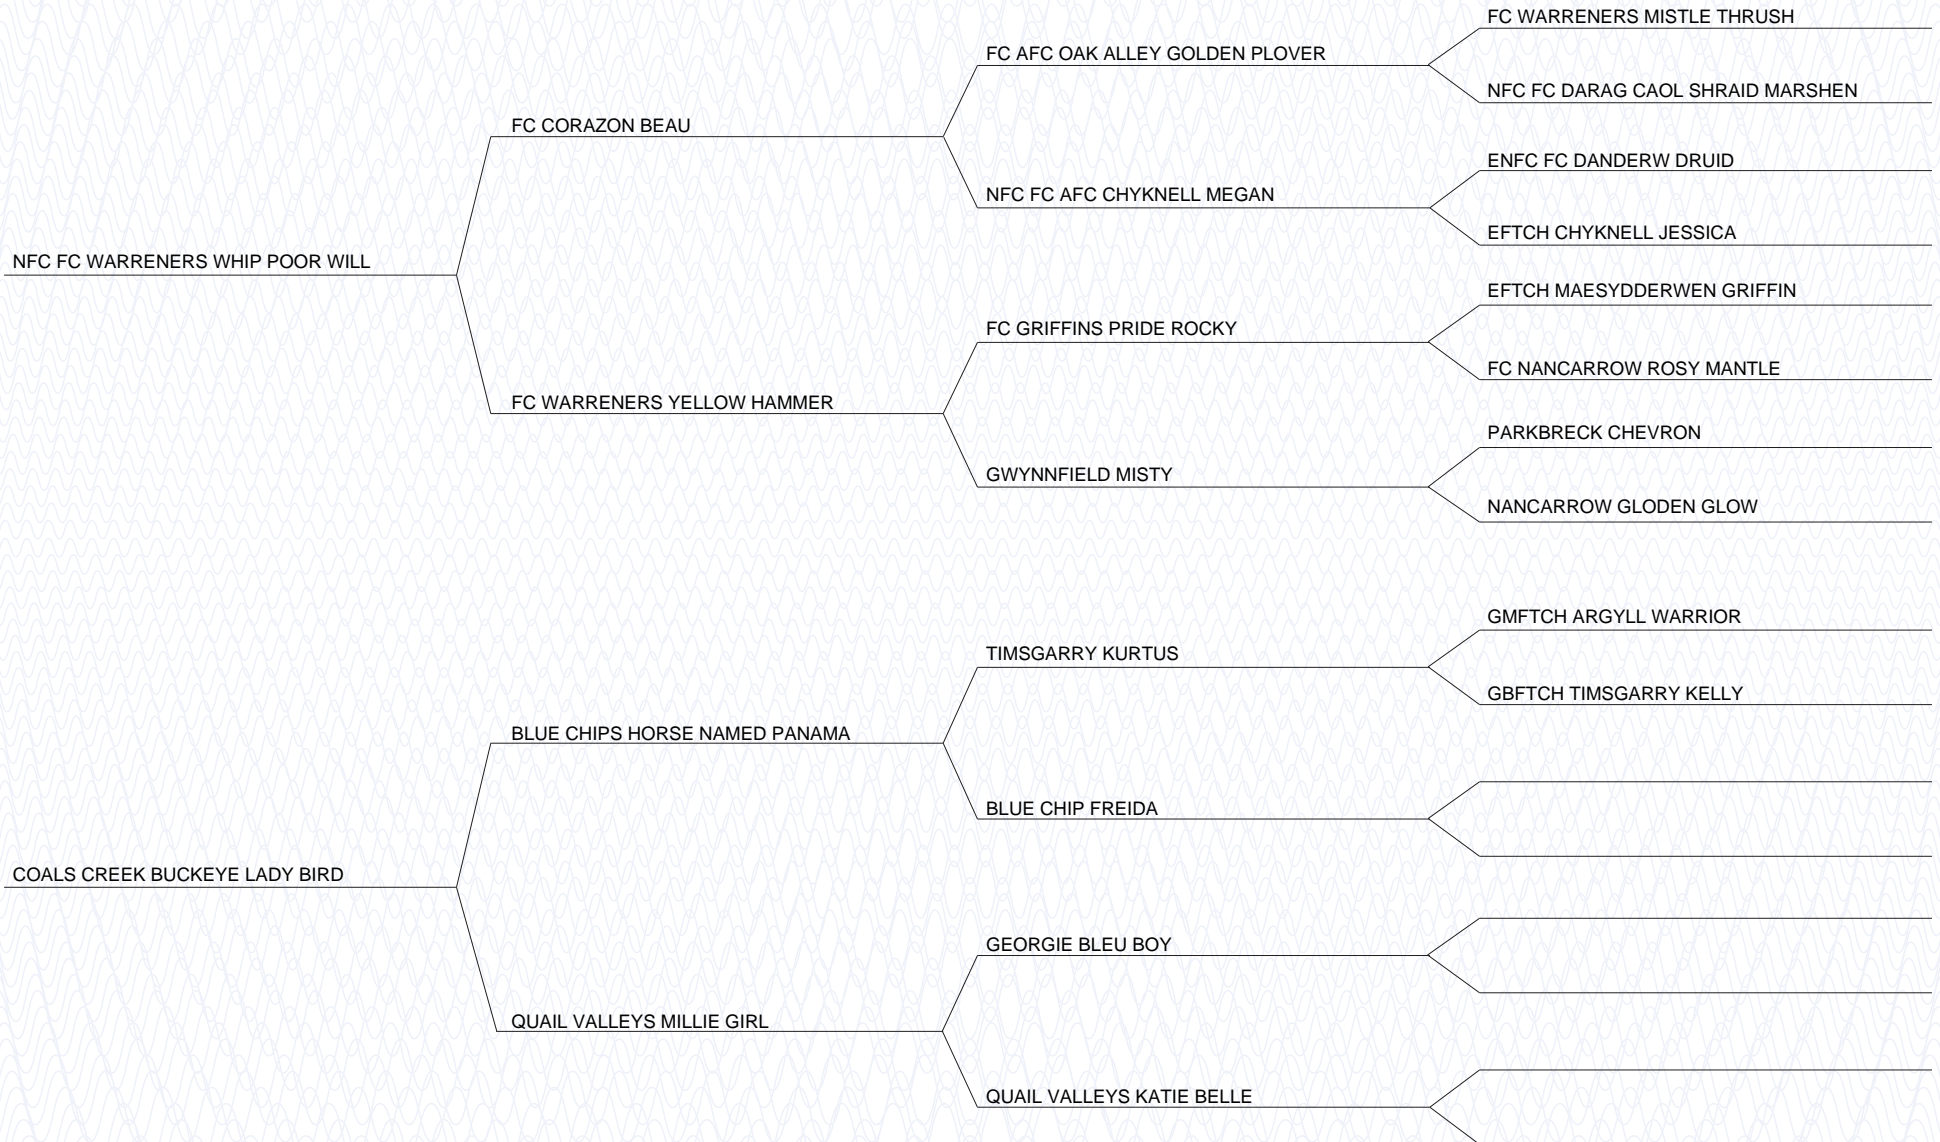 FC WARRENERS MISTLE THRUSH
FC AFC OAK ALLEY GOLDEN PLOVER
NFC FC DARAG CAOL SHRAID MARSHEN
FC CORAZON BEAU
ENFC FC DANDERW DRUID
NFC FC AFC CHYKNELL MEGAN
EFTCH CHYKNELL JESSICA
NFC FC WARRENERS WHIP POOR WILL
EFTCH MAESYDDERWEN GRIFFIN
FC GRIFFINS PRIDE ROCKY
FC NANCARROW ROSY MANTLE
FC WARRENERS YELLOW HAMMER
PARKBRECK CHEVRON
GWYNNFIELD MISTY
NANCARROW GLODEN GLOW
GMFTCH ARGYLL WARRIOR
TIMSGARRY KURTUS
GBFTCH TIMSGARRY KELLY
BLUE CHIPS HORSE NAMED PANAMA
BLUE CHIP FREIDA
COALS CREEK BUCKEYE LADY BIRD
GEORGIE BLEU BOY
QUAIL VALLEYS MILLIE GIRL
QUAIL VALLEYS KATIE BELLE